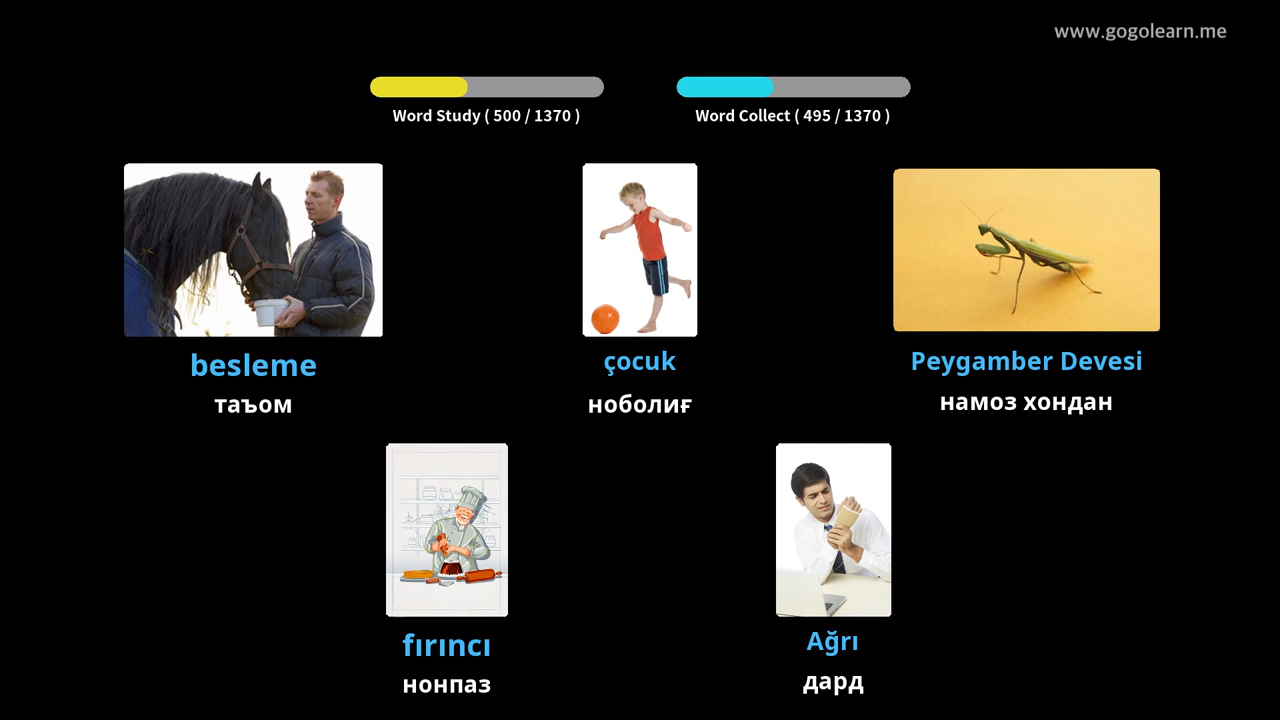 www.gogolearn.me
Word Study ( 500 / 1370 )
Word Collect ( 495 / 1370 )
besleme
таъом
çocuk
ноболиғ
Peygamber Devesi
намоз хондан
fırıncı
нонпаз
Ağrı
дард